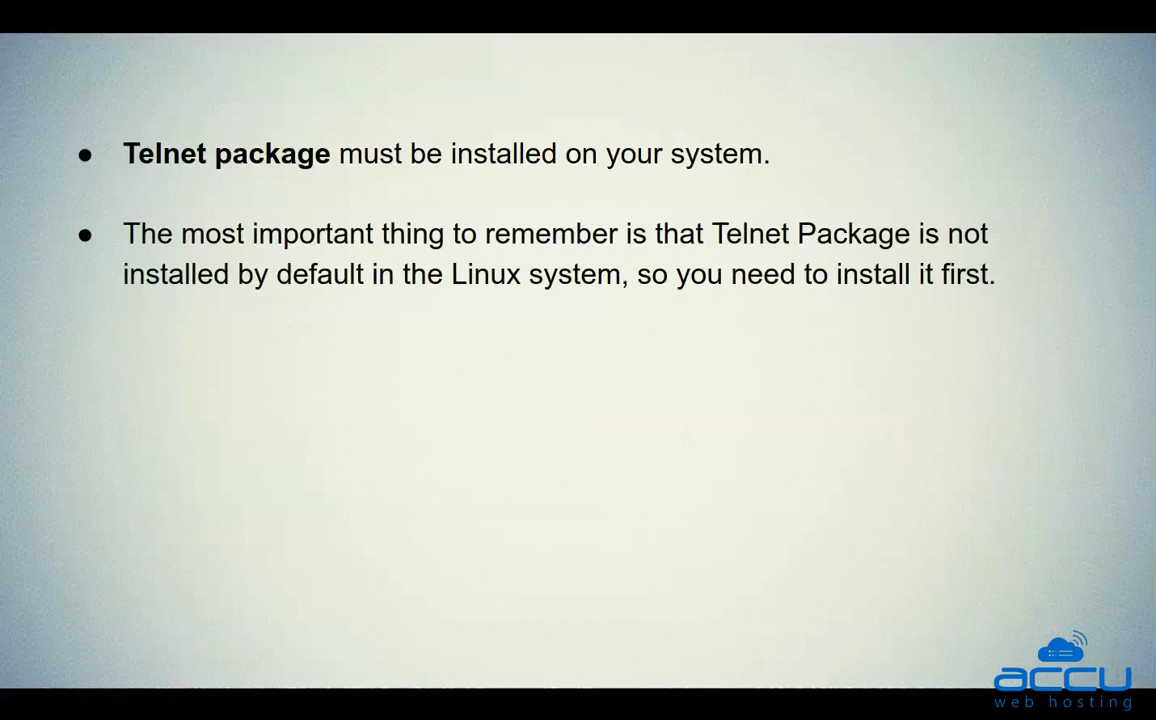 ● Telnet package must be installed on your system.
● The most important thing to remember is that Telnet Package is not
installed by default in the Linux system, so you need to install it first.
accu
web hosting